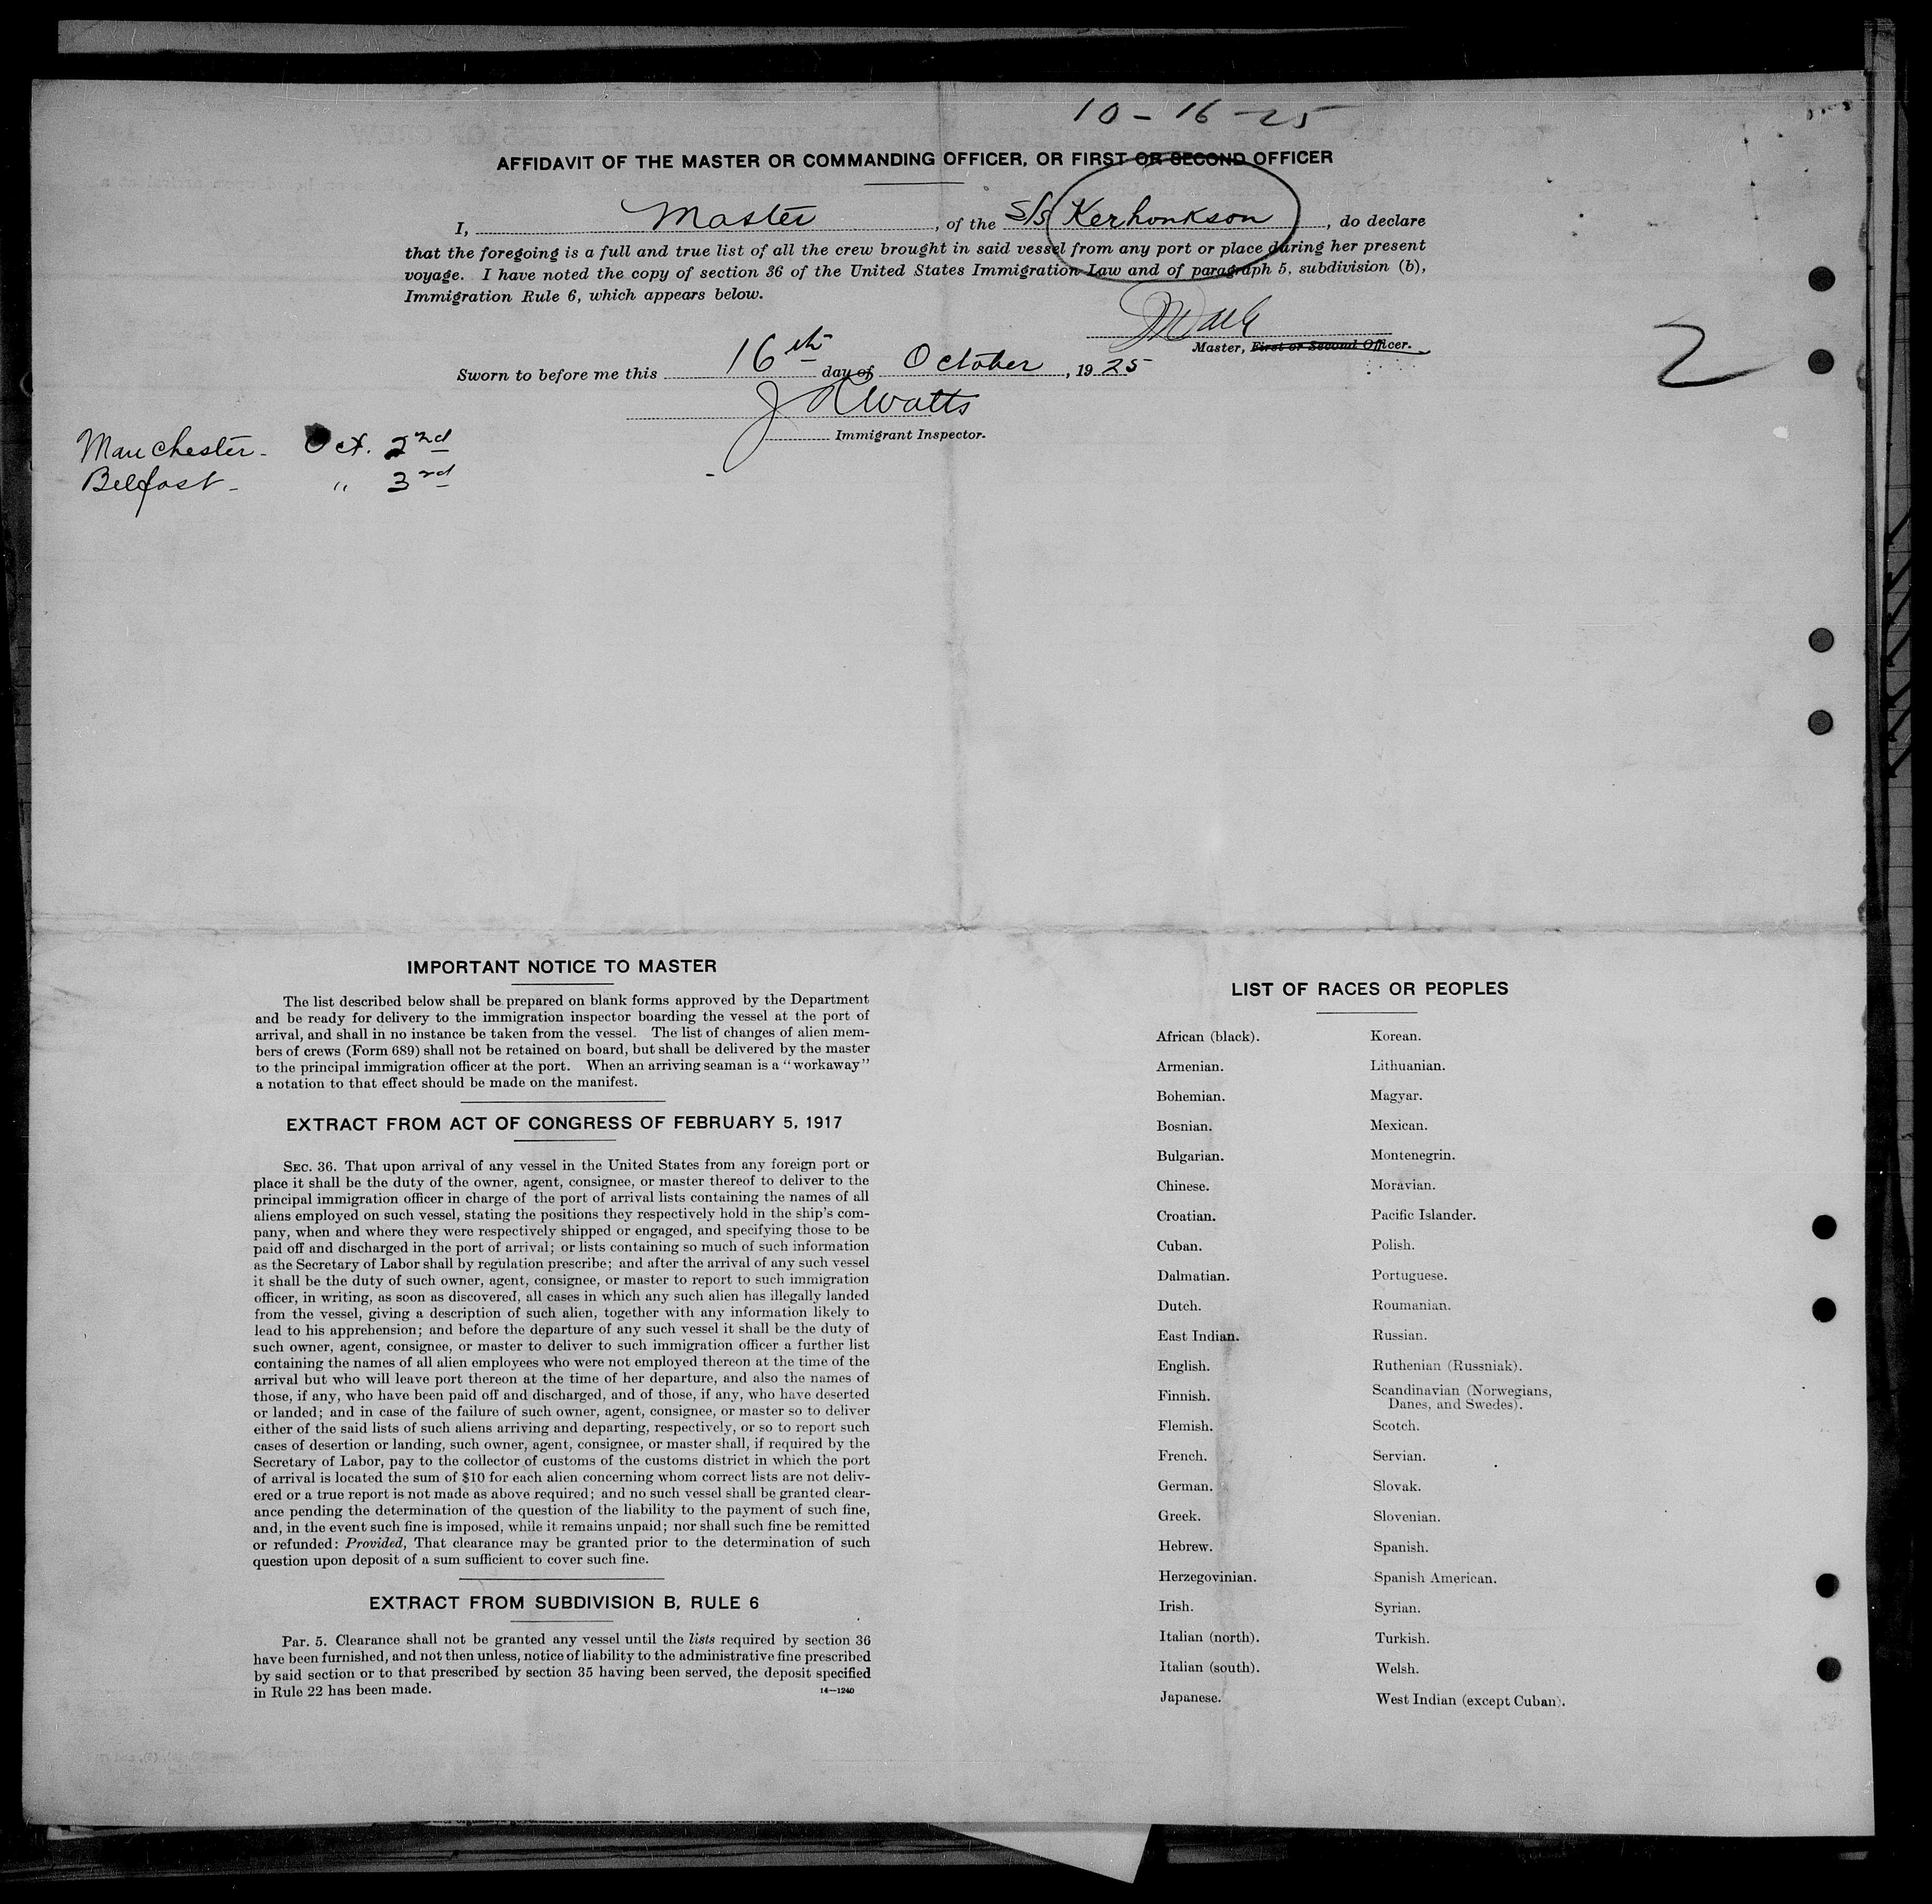 10-16-25
AFFIDAVIT OF THE MASTER OR COMMANDING OFFICER, OR FIRST OR SECOND OFFICER
I, Master, of the S/S Kerhonkson, do declare
that the foregoing is a full and true list of all the crew brought in said vessel from any port or place during her present
voyage. I have noted the copy of section 36 of the United States Immigration Law and of paragraph 5, subdivision (b),
Immigration Rule 6, which appears below.
Master, First or Second Officer.
2
Sworn to before me this 16th day of October, 1925
Watts
Immigrant Inspector.
Manchester - Oct. 2nd
Belfast - " 3rd
IMPORTANT NOTICE TO MASTER
The list described below shall be prepared on blank forms approved by the Department
and be ready for delivery to the immigration inspector boarding the vessel at the port of
arrival, and shall in no instance be taken from the vessel. The list of changes of alien mem-
bers of crews (Form 689) shall not be retained on board, but shall be delivered by the master
to the principal immigration officer at the port. When an arriving seaman is a "workaway"
a notation to that effect should be made on the manifest.
EXTRACT FROM ACT OF CONGRESS OF FEBRUARY 5, 1917
SEC. 36. That upon arrival of any vessel in the United States from any foreign port or
place it shall be the duty of the owner, agent, consignee, or master thereof to deliver to the
principal immigration officer in charge of the port of arrival lists containing the names of all
aliens employed on such vessel, stating the positions they respectively hold in the ship's com-
pany, when and where they were respectively shipped or engaged, and specifying those to be
paid off and discharged in the port of arrival; or lists containing so much of such information
as the Secretary of Labor shall by regulation prescribe; and after the arrival of any such vessel
it shall be the duty of such owner, agent, consignee, or master to report to such immigration
officer, in writing, as soon as discovered, all cases in which any such alien has illegally landed
from the vessel, giving a description of such alien, together with any information likely to
lead to his apprehension; and before the departure of any such vessel it shall be the duty of
such owner, agent, consignee, or master to deliver to such immigration officer a further list
containing the names of all alien employees who were not employed thereon at the time of the
arrival but who will leave port thereon at the time of her departure, and also the names of
those, if any, who have been paid off and discharged, and of those, if any, who have deserted
or landed; and in case of the failure of such owner, agent, consignee, or master so to deliver
either of the said lists of such aliens arriving and departing, respectively, or so to report such
cases of desertion or landing, such owner, agent, consignee, or master shall, if required by the
Secretary of Labor, pay to the collector of customs of the customs district in which the port
of arrival is located the sum of $10 for each alien concerning whom correct lists are not deliv-
ered or a true report is not made as above required; and no such vessel shall be granted clear-
ance pending the determination of the question of the liability to the payment of such fine,
and, in the event such fine is imposed, while it remains unpaid; nor shall such fine be remitted
or refunded: Provided, That clearance may be granted prior to the determination of such
question upon deposit of a sum sufficient to cover such fine.
EXTRACT FROM SUBDIVISION B, RULE 6
Par. 5. Clearance shall not be granted any vessel until the lists required by section 36
have been furnished, and not then unless, notice of liability to the administrative fine prescribed
by said section or to that prescribed by section 35 having been served, the deposit specified
in Rule 22 has been made.
14—1240
LIST OF RACES OR PEOPLES
African (black).
Armenian.
Bohemian.
Bosnian.
Bulgarian.
Chinese.
Croatian.
Cuban.
Dalmatian.
Dutch.
East Indian.
English.
Finnish.
Flemish.
French.
German.
Greek.
Hebrew.
Herzegovinian.
Irish.
Italian (north).
Italian (south).
Japanese.
Korean.
Lithuanian.
Magyar.
Mexican.
Montenegrin.
Moravian.
Pacific Islander.
Polish.
Portuguese.
Roumanian.
Russian.
Ruthenian (Russniak).
Scandinavian (Norwegians,
Danes, and Swedes).
Scotch.
Servian.
Slovak.
Slovenian.
Spanish.
Spanish American.
Syrian.
Turkish.
Welsh.
West Indian (except Cuban).